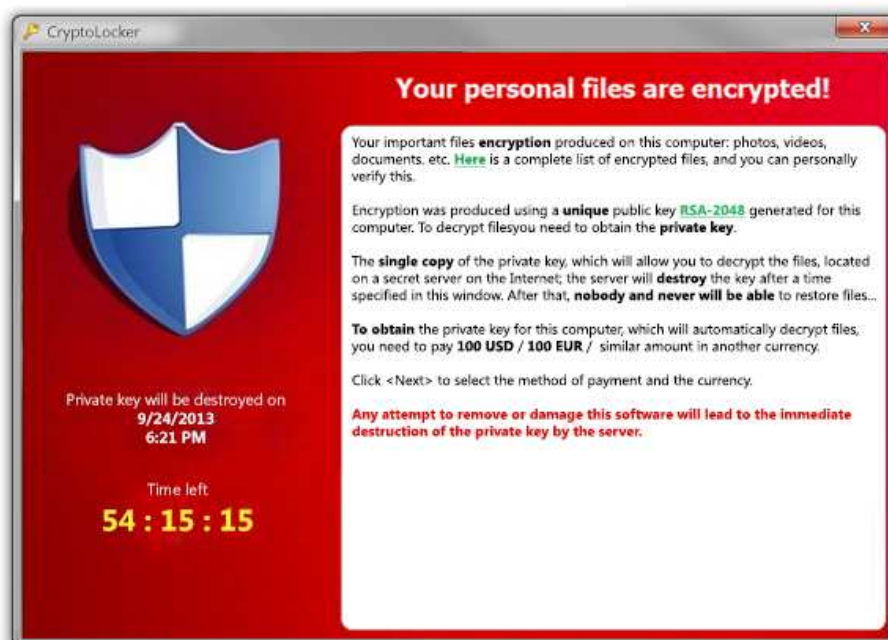 CryptoLocker
Your personal files are encrypted!
Your important files encryption produced on this computer: photos, videos,
documents, etc. Here is a complete list of encrypted files, and you can personally
verify this.
Encryption was produced using a unique public key RSA-2048 generated for this
computer. To decrypt filesyou need to obtain the private key.
The single copy of the private key, which will allow you to decrypt the files, located
on a secret server on the Internet; the server will destroy the key after a time
specified in this window. After that, nobody and never will be able to restore files...
To obtain the private key for this computer, which will automatically decrypt files,
you need to pay 100 USD / 100 EUR / similar amount in another currency.
Click <Next> to select the method of payment and the currency.
Any attempt to remove or damage this software will lead to the immediate
destruction of the private key by the server.
Private key will be destroyed on
9/24/2013
6:21 PM
Time left
54 : 15 : 15